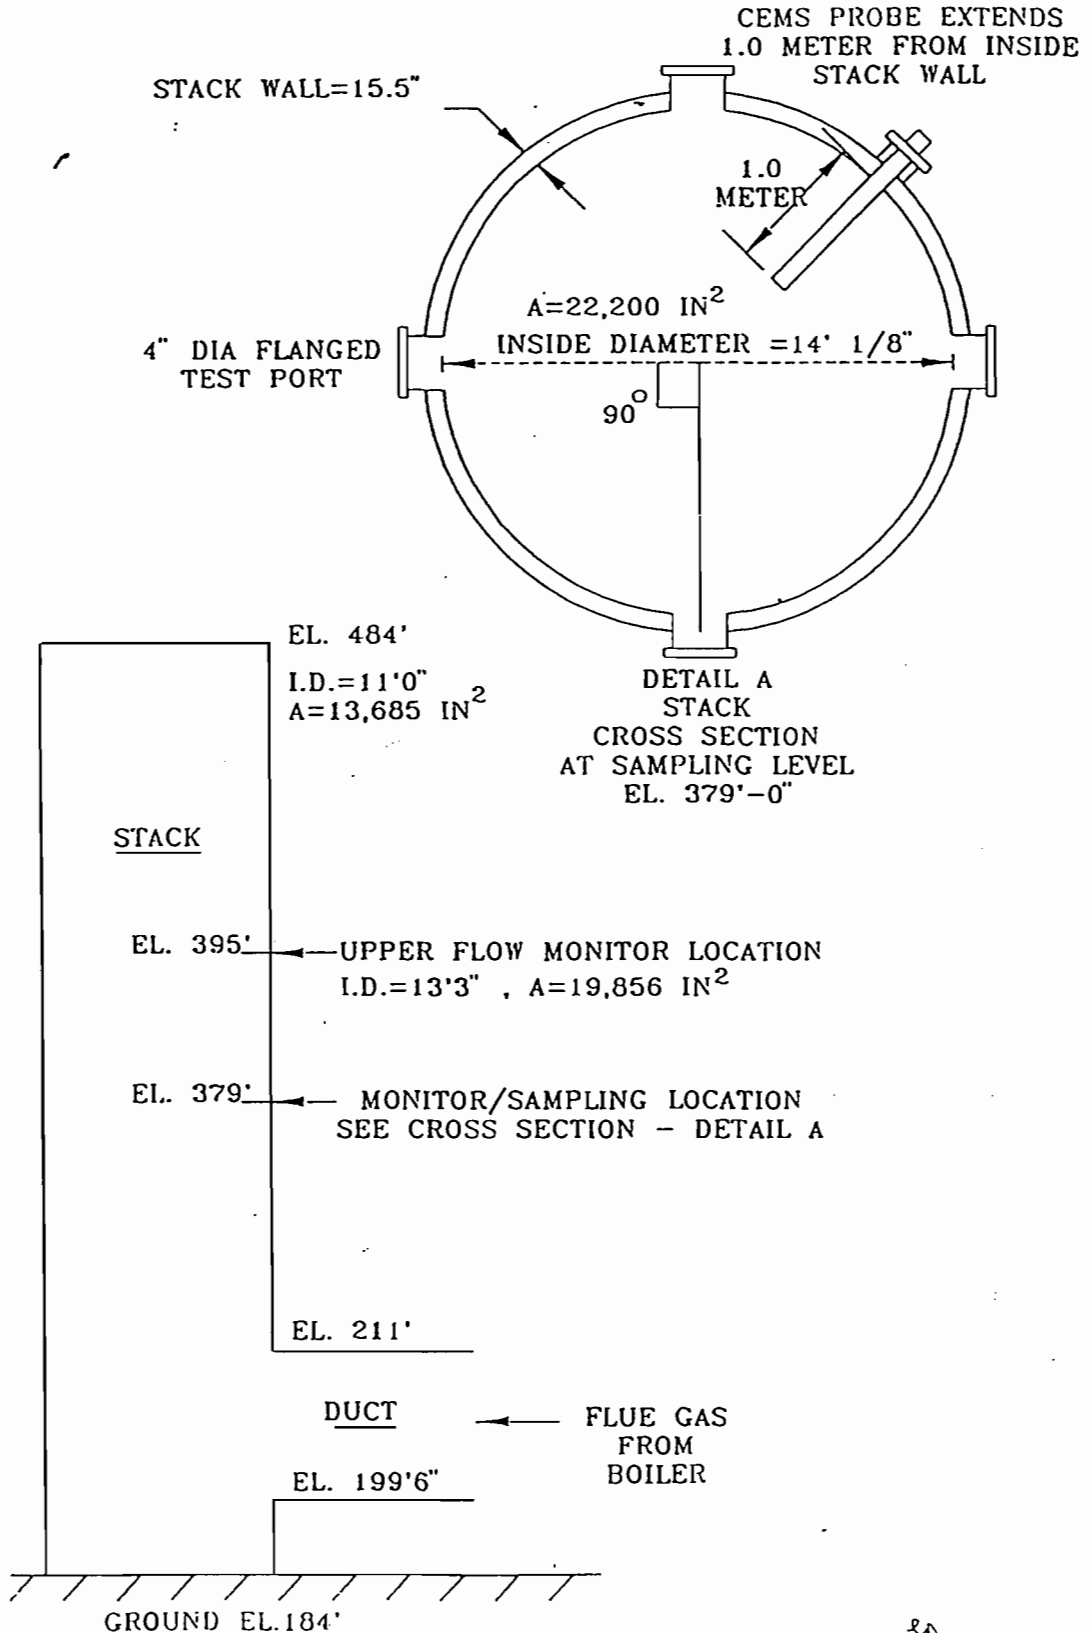 CEMS PROBE EXTENDS
1.0 METER FROM INSIDE
STACK WALL
STACK WALL=15.5"
1.0
METER
A=22,200 IN²
INSIDE DIAMETER =14' 1/8"
4" DIA FLANGED
TEST PORT
90°
DETAIL A
STACK
CROSS SECTION
AT SAMPLING LEVEL
EL. 379'-0"
EL. 484'
I.D.=11'0"
A=13,685 IN²
STACK
EL. 395'
UPPER FLOW MONITOR LOCATION
I.D.=13'3" , A=19,856 IN²
EL. 379'
MONITOR/SAMPLING LOCATION
SEE CROSS SECTION - DETAIL A
EL. 211'
DUCT
FLUE GAS
FROM
BOILER
EL. 199'6"
GROUND EL.184'